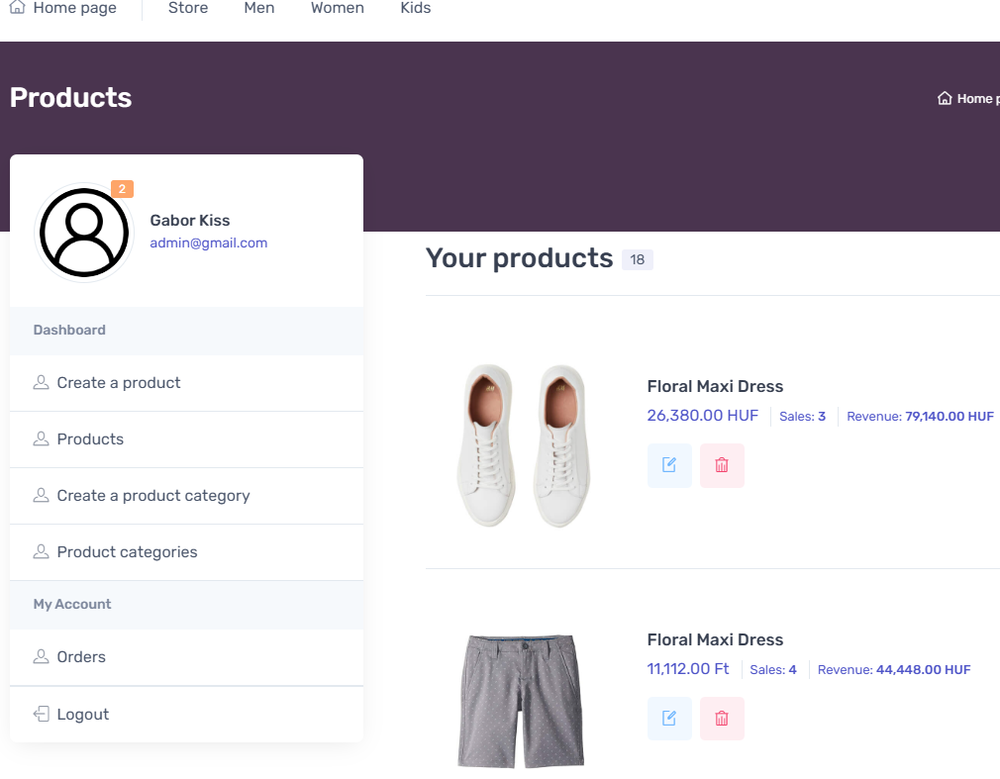 Home page Store Men Women Kids
Products
Home p
2
Gabor Kiss
admin@gmail.com
Dashboard
Create a product
Products
Create a product category
Product categories
My Account
Orders
Logout
Your products 18
Floral Maxi Dress
26,380.00 HUF Sales: 3 Revenue: 79,140.00 HUF
Floral Maxi Dress
11,112.00 Ft Sales: 4 Revenue: 44,448.00 HUF